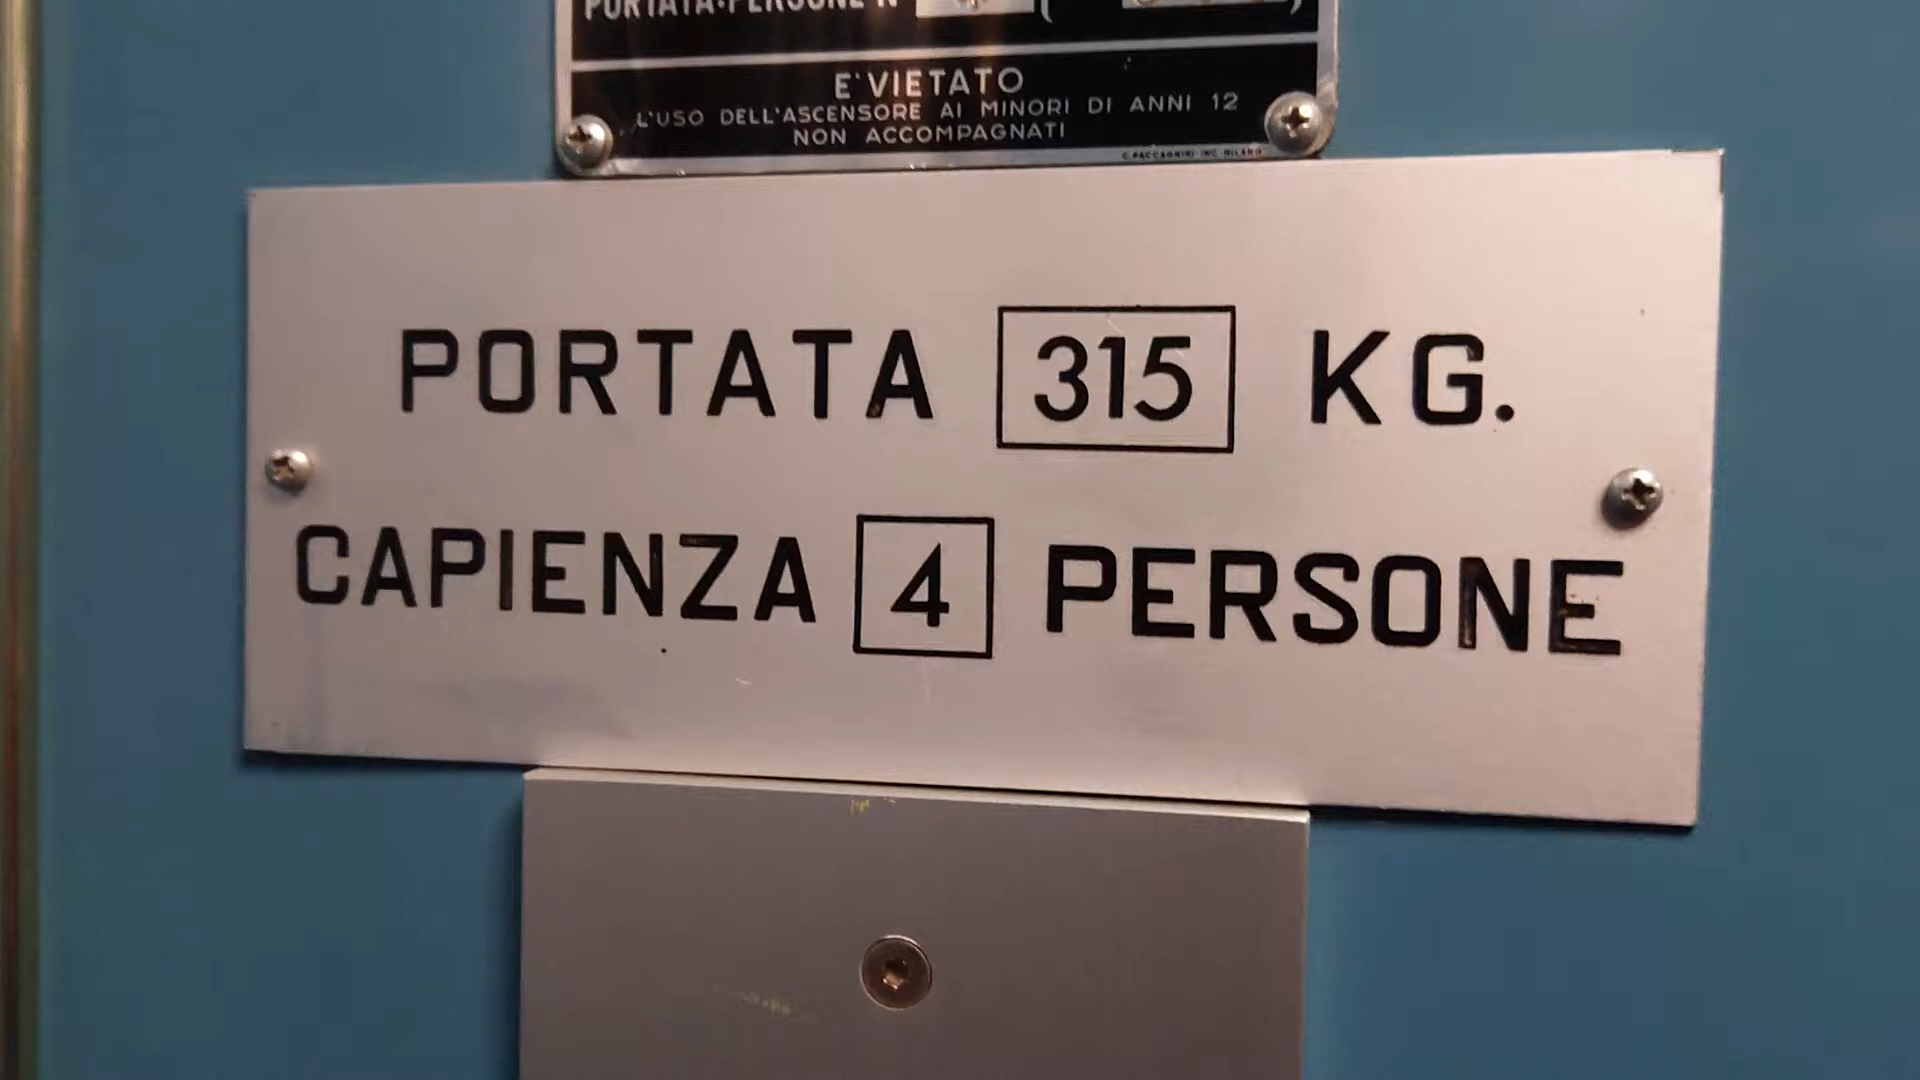 PORTATA·PERSONE N° ( )
E' VIETATO
L'USO DELL'ASCENSORE AI MINORI DI ANNI 12
NON ACCOMPAGNATI
PORTATA 315 KG.
CAPIENZA 4 PERSONE